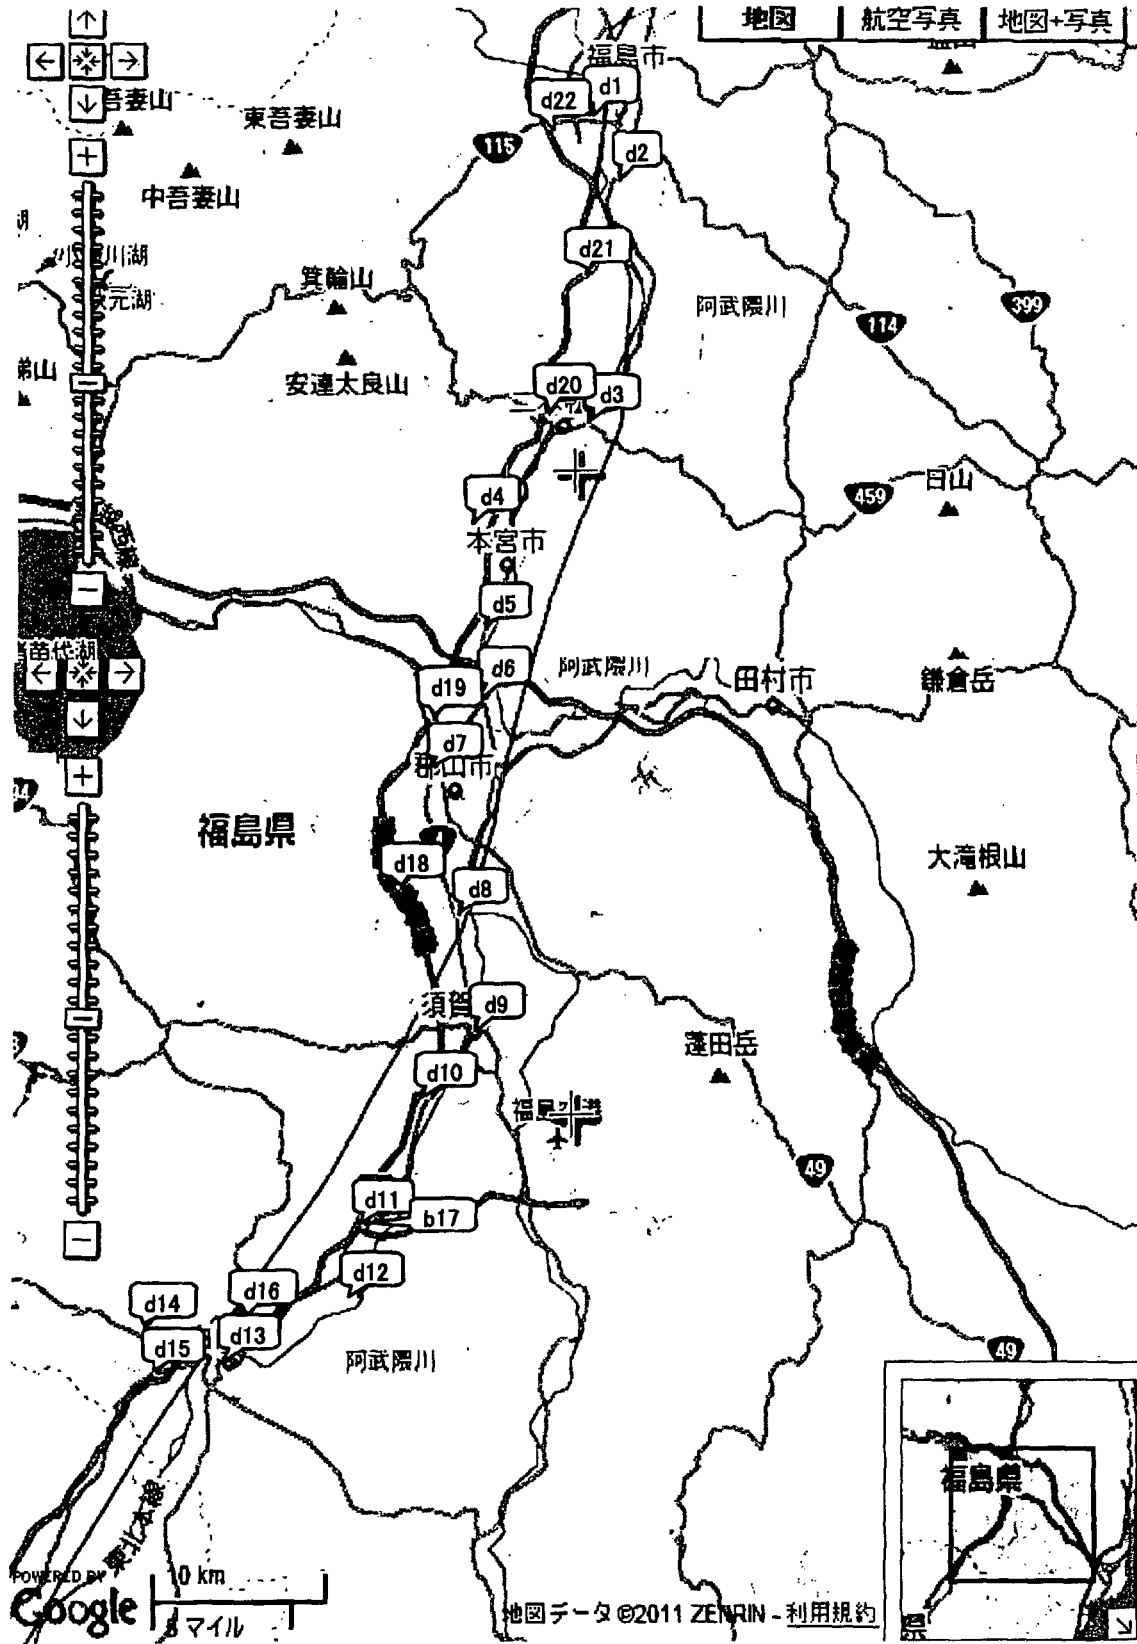 地図 航空写真 地図+写真
福島市
d1
d22
吾妻山
東吾妻山
115
d2
中吾妻山
d21
川湖
箕輪山
元湖
阿武隈川
399
114
安達太良山
d20
d3
d4
459
日山
本宮市
d5
苗代湖
d6
阿武隈川
田村市
鎌倉岳
d19
d7
郡山市
福島県
4
d18
大滝根山
d8
須賀
d9
蓬田岳
d10
49
d11
b17
d12
d16
d14
d13
d15
阿武隈川
49
福島県
東北本線
POWERED BY
Google
10 km
マイル
地図データ ©2011 ZENRIN - 利用規約
県